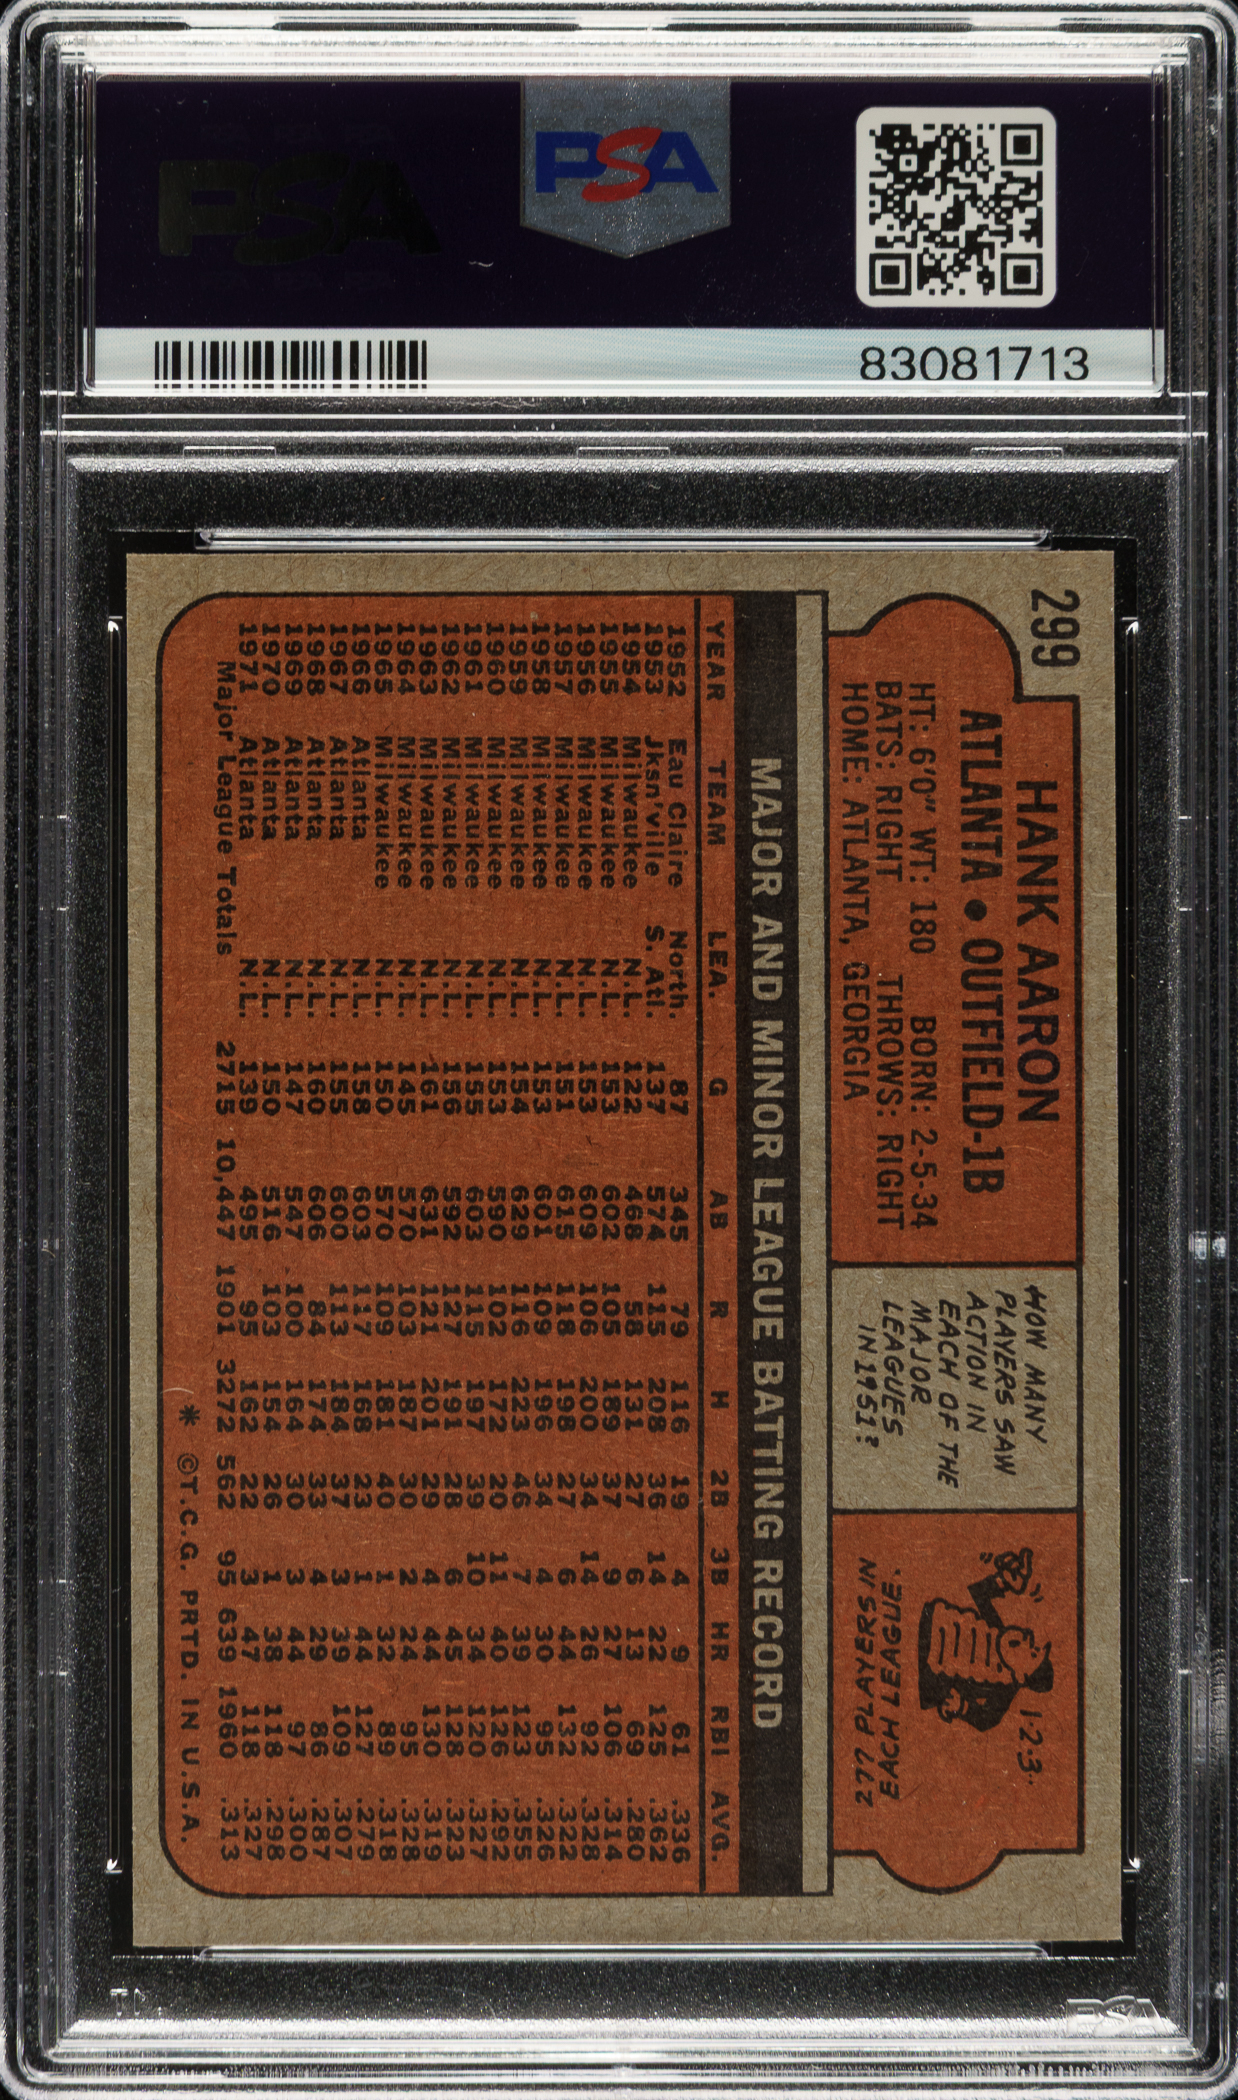 PSA
PSA
83081713
299
HANK AARON
ATLANTA • OUTFIELD-1B
HT: 6'0" WT: 180 BORN: 2-5-34
BATS: RIGHT THROWS: RIGHT
HOME: ATLANTA, GEORGIA
HOW MANY
PLAYERS SAW
ACTION IN
EACH OF THE
MAJOR
LEAGUES
IN 1951?
1-2-3..
277 PLAYERS IN
EACH LEAGUE.
MAJOR AND MINOR LEAGUE BATTING RECORD
YEAR TEAM LEA. G AB R H 2B 3B HR RBI AVG.
1952 Eau Claire North. 87 345 79 116 19 4 9 61 .336
1953 Jksn'ville S. Atl. 137 574 115 208 36 14 22 125 .362
1954 Milwaukee N.L. 122 468 58 131 27 6 13 69 .280
1955 Milwaukee N.L. 153 602 105 189 37 9 27 106 .314
1956 Milwaukee N.L. 153 609 106 200 34 14 26 92 .328
1957 Milwaukee N.L. 151 615 118 198 27 6 44 132 .322
1958 Milwaukee N.L. 153 601 109 196 34 4 30 95 .326
1959 Milwaukee N.L. 154 629 116 223 46 7 39 123 .355
1960 Milwaukee N.L. 153 590 102 172 20 11 40 126 .292
1961 Milwaukee N.L. 155 603 115 197 39 10 34 120 .327
1962 Milwaukee N.L. 156 592 127 191 28 6 45 128 .323
1963 Milwaukee N.L. 161 631 121 201 29 4 44 130 .319
1964 Milwaukee N.L. 145 570 103 187 30 2 24 95 .328
1965 Milwaukee N.L. 150 570 109 181 40 1 32 89 .318
1966 Atlanta N.L. 158 603 117 168 23 1 44 127 .279
1967 Atlanta N.L. 155 600 113 184 37 3 39 109 .307
1968 Atlanta N.L. 160 606 84 174 33 4 29 86 .287
1969 Atlanta N.L. 147 547 100 164 30 3 44 97 .300
1970 Atlanta N.L. 150 516 103 154 26 1 38 118 .298
1971 Atlanta N.L. 139 495 95 162 22 3 47 118 .327
Major League Totals 2715 10,447 1901 3272 562 95 639 1960 .313
* ©T.C.G. PRTD. IN U.S.A.
PSA